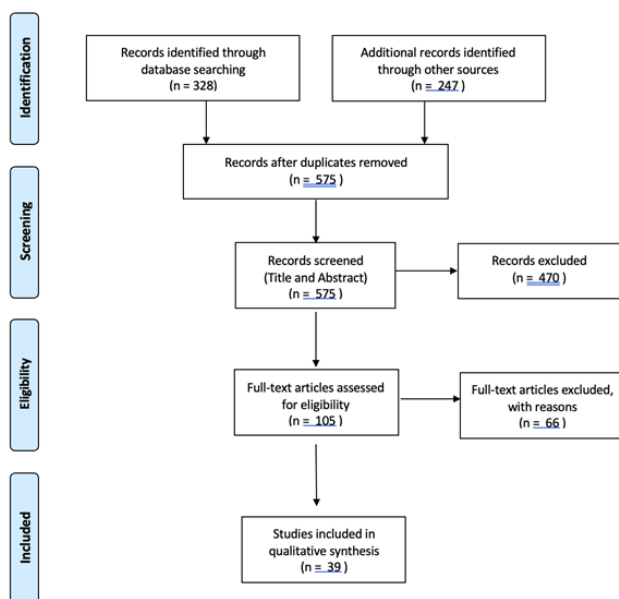 Identification
Records identified through
database searching
(n = 328)
Additional records identified
through other sources
(n = 247 )
Records after duplicates removed
(n = 575 )
Screening
Records screened
(Title and Abstract)
(n = 575 )
Records excluded
(n = 470 )
Eligibility
Full-text articles assessed
for eligibility
(n = 105 )
Full-text articles excluded,
with reasons
(n = 66 )
Included
Studies included in
qualitative synthesis
(n = 39 )